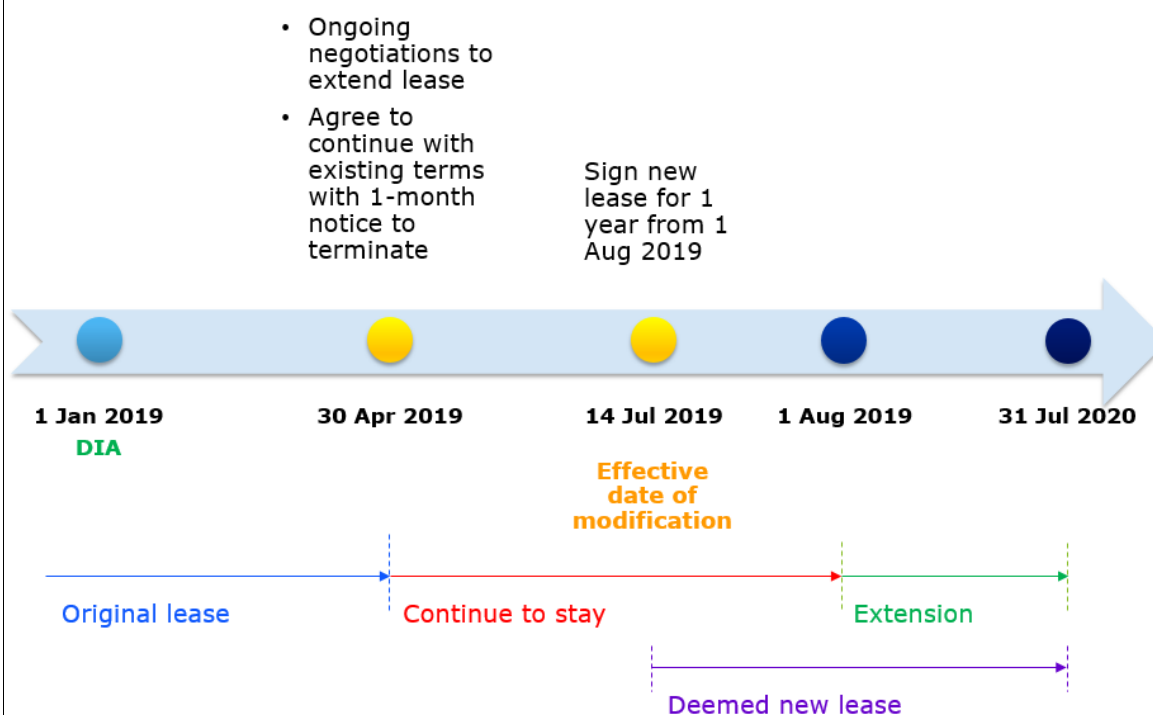 • Ongoing
negotiations to
extend lease
• Agree to
continue with
existing terms
with 1-month
notice to
terminate
Sign new
lease for 1
year from 1
Aug 2019
1 Jan 2019
30 Apr 2019
14 Jul 2019
1 Aug 2019
31 Jul 2020
DIA
Effective
date of
modification
Original lease
Continue to stay
Extension
Deemed new lease